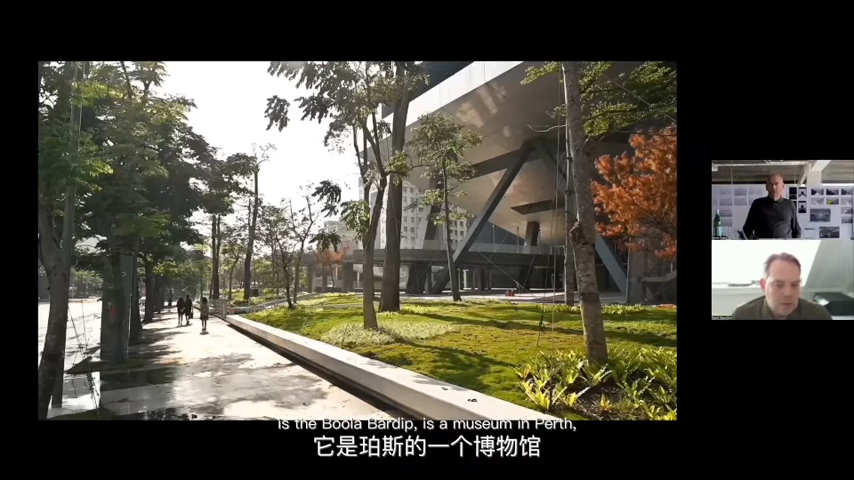 is the Boola Bardip, is a museum in Perth,
它是珀斯的一个博物馆